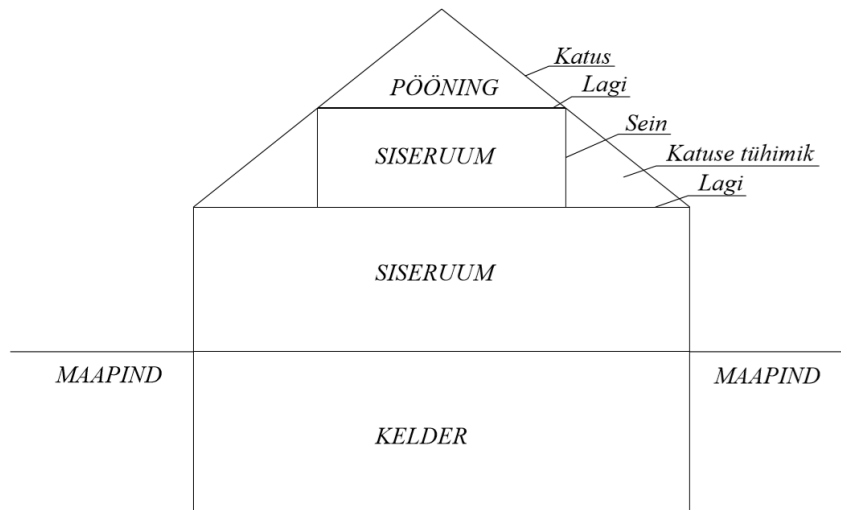 Katus
PÖÖNING
Lagi
Sein
SISERUUM
Katuse tühimik
Lagi
SISERUUM
MAAPIND
MAAPIND
KELDER